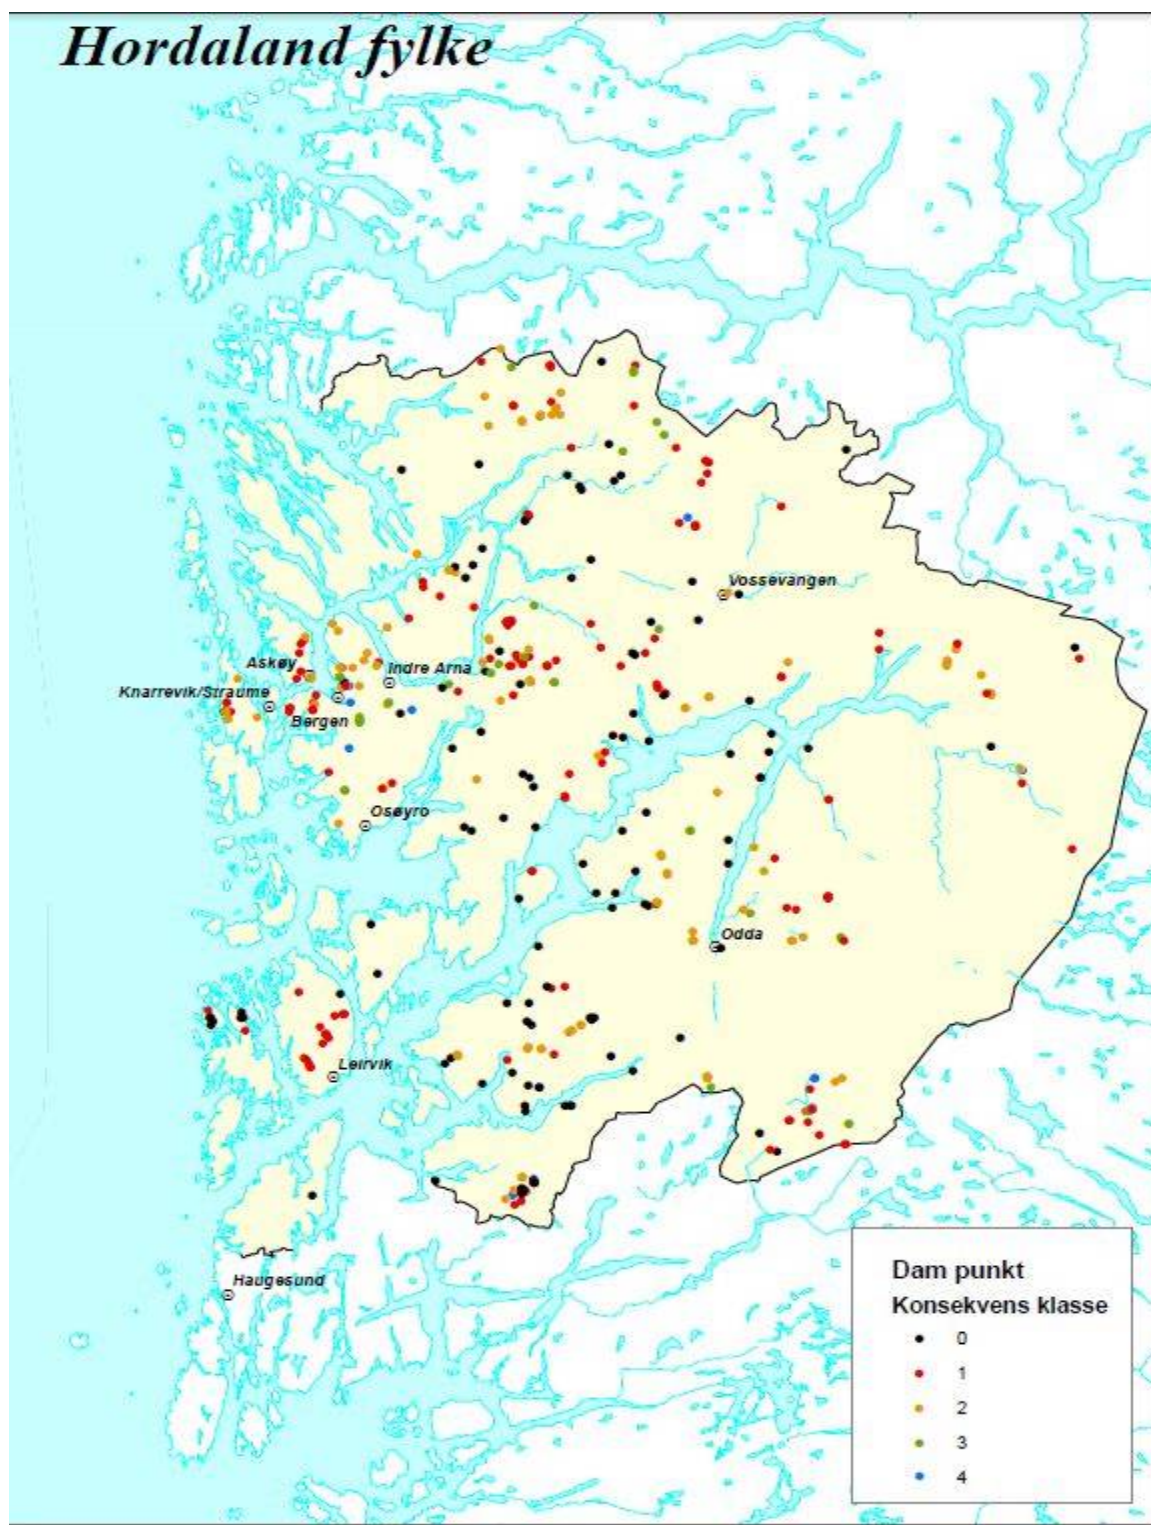 Hordaland fylke
Vossevangen
Askøy
Indre Arna
Knarrevik/Straume
Bergen
Osøyro
Odda
Leirvik
Haugesund
Dam punkt
Konsekvens klasse
0
1
2
3
4